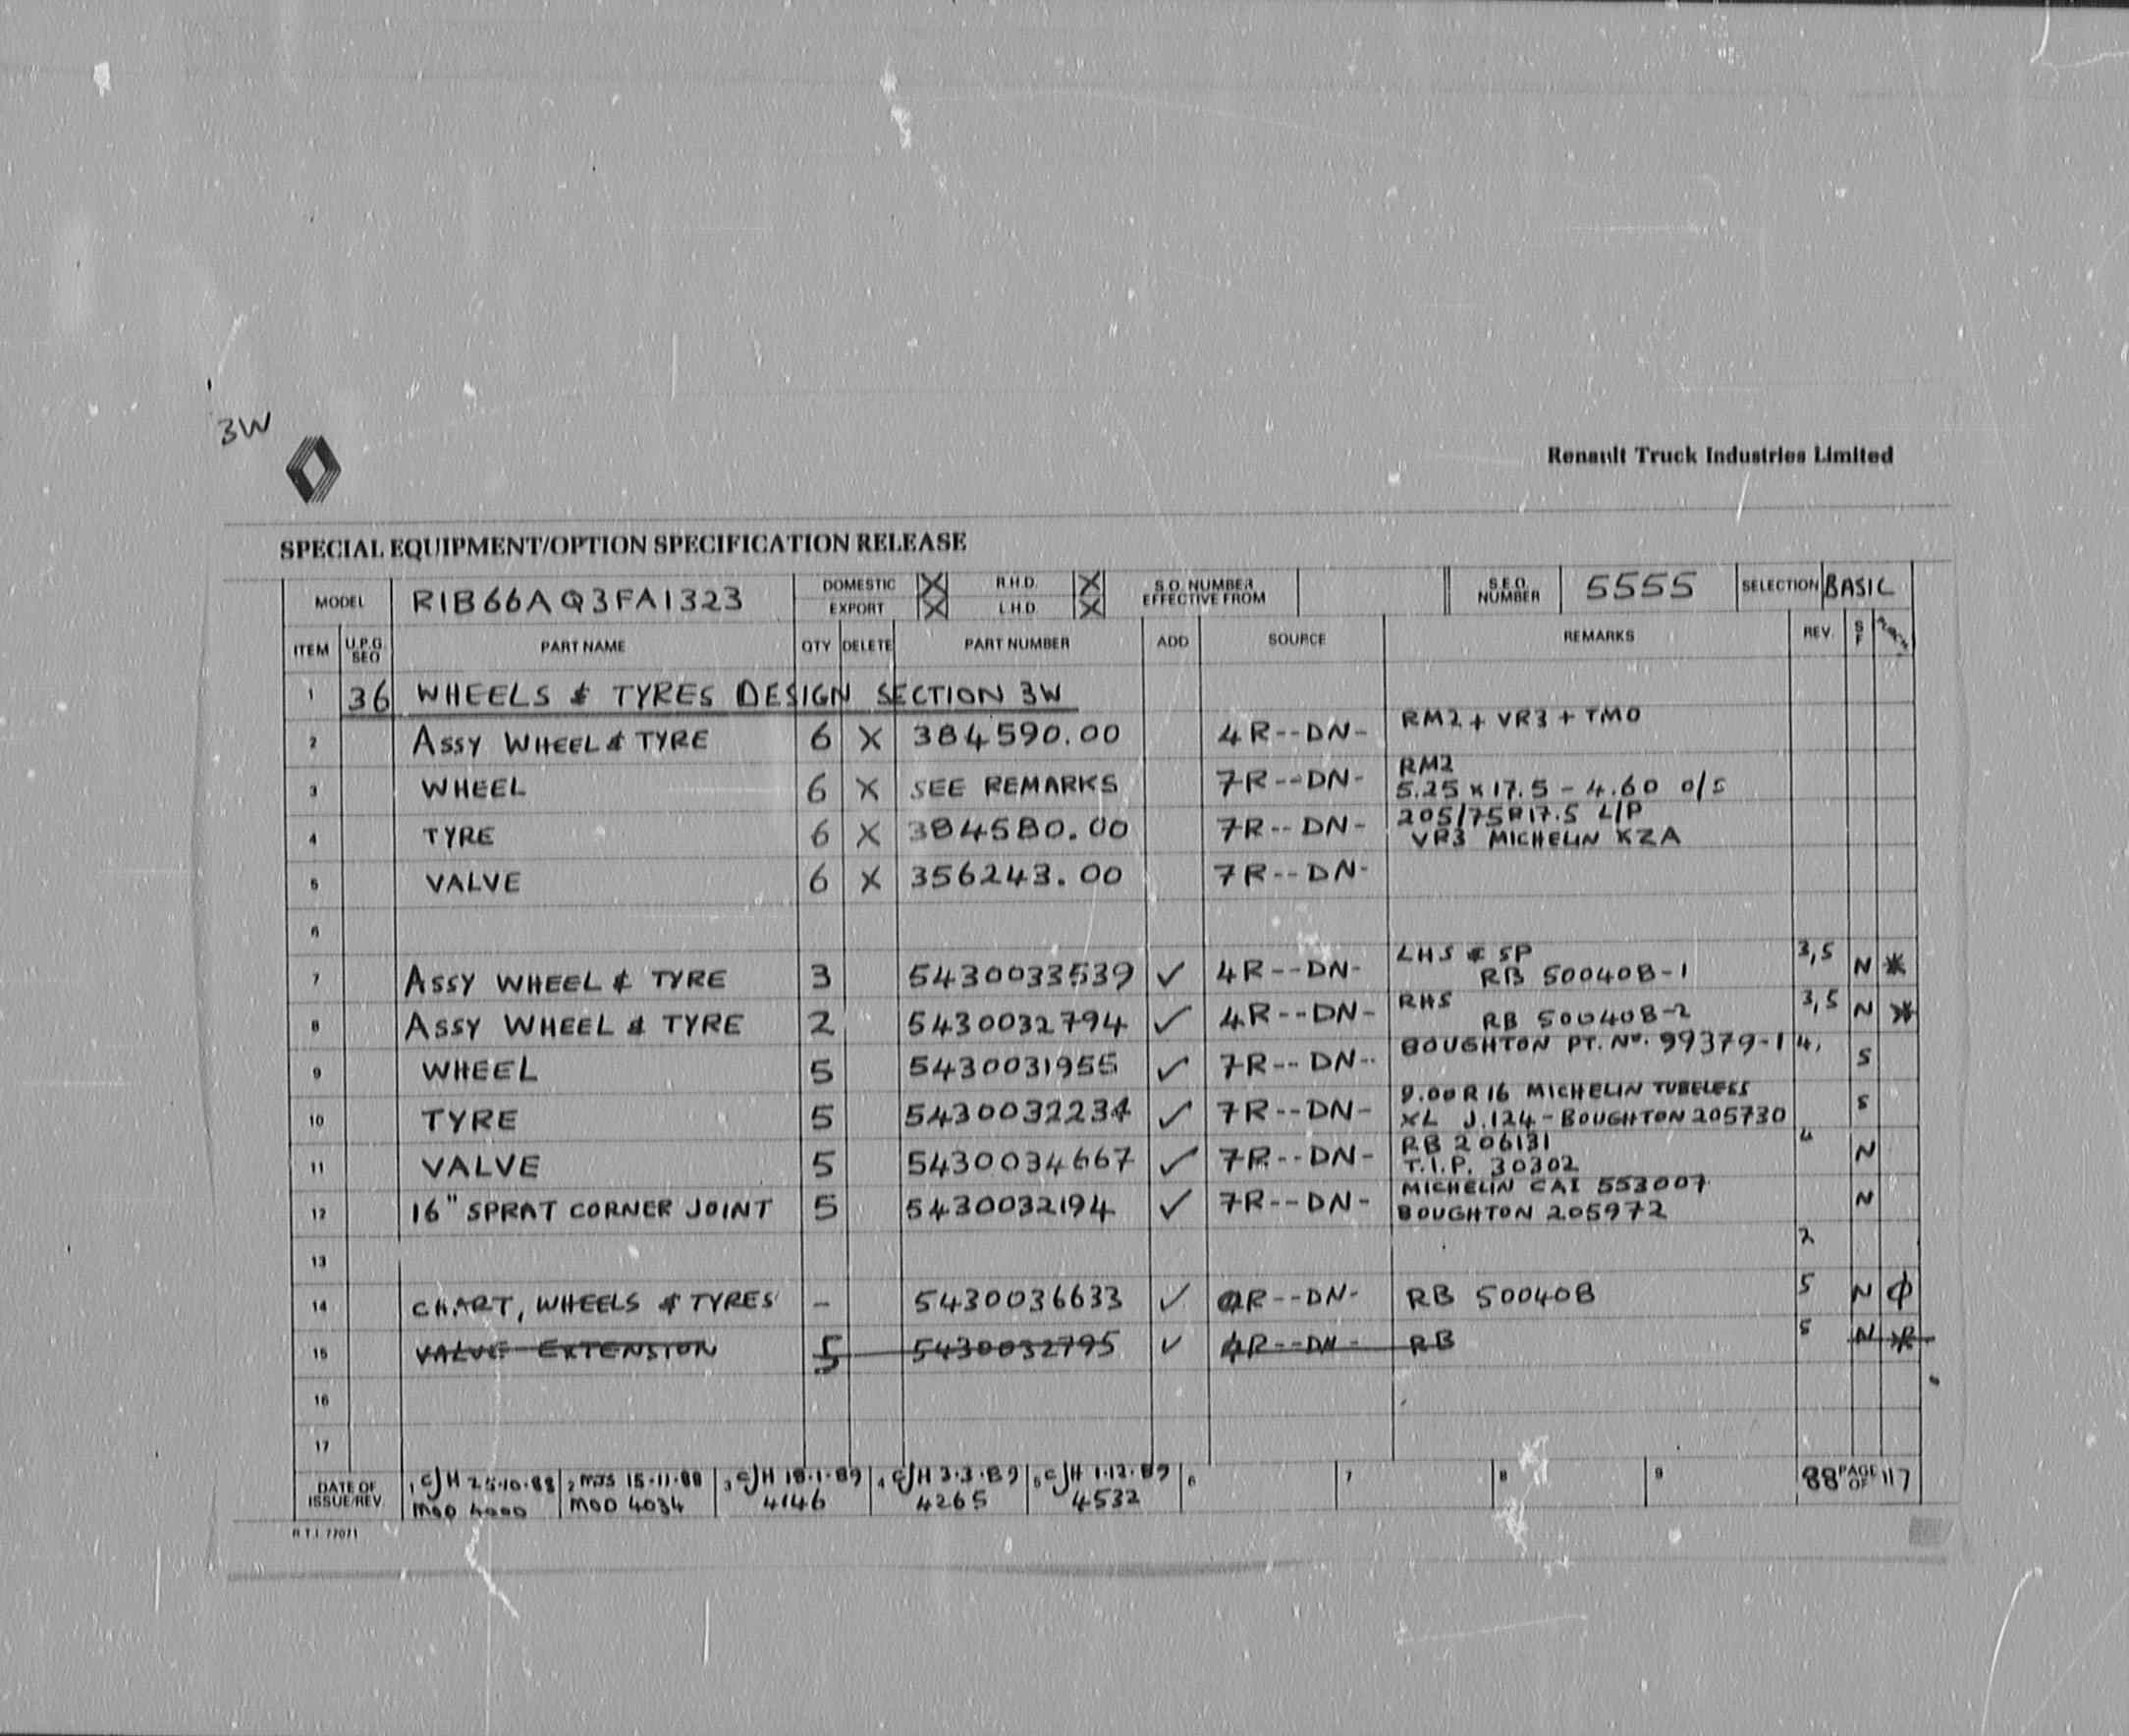 3W
Renault Truck Industries Limited
SPECIAL EQUIPMENT/OPTION SPECIFICATION RELEASE
MODEL R1B66AQ3FA1323 DOMESTIC X R.H.D. X S.O. NUMBER EFFECTIVE FROM S.E.O. NUMBER 5555 SELECTION BASIC
EXPORT X L.H.D. X
ITEM U.P.G. SEQ PART NAME QTY DELETE PART NUMBER ADD SOURCE REMARKS REV. S F
1 36 WHEELS & TYRES DESIGN SECTION 3W
2 ASSY WHEEL & TYRE 6 X 384590.00 4R--DN- RM2 + VR3 + TM0
3 WHEEL 6 X SEE REMARKS 7R--DN- RM2
5.25 x 17.5 - 4.60 O/S
4 TYRE 6 X 384580.00 7R--DN- 205/75R17.5 L/P
VR3 MICHELIN XZA
5 VALVE 6 X 356243.00 7R--DN-
6
7 ASSY WHEEL & TYRE 3 5430033539 ✓ 4R--DN- LHS & SP 3,5
RB 500408-1 N *
8 ASSY WHEEL & TYRE 2 5430032794 ✓ 4R--DN- RHS 3,5
RB 500408-2 N *
9 WHEEL 5 5430031955 ✓ 7R--DN- BOUGHTON PT. No. 99379-1 4, S
10 TYRE 5 5430032234 ✓ 7R--DN- 9.00R16 MICHELIN TUBELESS S
XL J.124 - BOUGHTON 205730
11 VALVE 5 5430034667 ✓ 7R--DN- RB 206131 4 N
T.I.P. 30302
12 16" SPRAT CORNER JOINT 5 5430032194 ✓ 7R--DN- MICHELIN CAI 553007 N
BOUGHTON 205972
13 2
14 CHART, WHEELS & TYRES - 5430036633 ✓ 0R--DN- RB 500408 5 N Ø
15 VALVE EXTENSION 5 5430032795 ✓ 4R--DN- RB 5 N
16
17
DATE OF ISSUE/REV 1 CJH 25.10.88 2 MJS 15.11.88 3 CJH 18.1.89 4 CJH 3.3.89 5 CJH 1.12.89 6 7 8 9 88 PAGE OF 117
MOD 4000 MOD 4034 4146 4265 4532
R.T.I. 77071